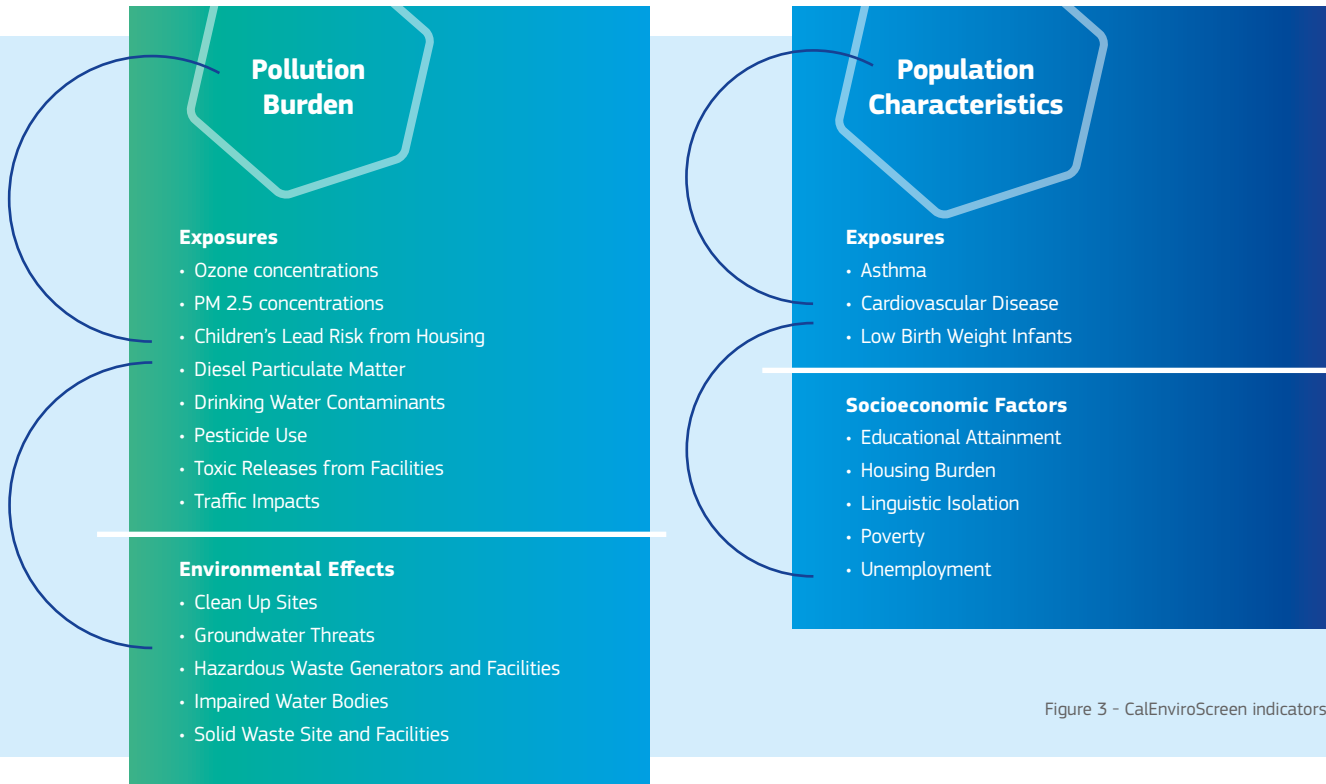 Pollution
Burden
Exposures
• Ozone concentrations
• PM 2.5 concentrations
• Children's Lead Risk from Housing
• Diesel Particulate Matter
• Drinking Water Contaminants
• Pesticide Use
• Toxic Releases from Facilities
• Traffic Impacts
Environmental Effects
• Clean Up Sites
• Groundwater Threats
• Hazardous Waste Generators and Facilities
• Impaired Water Bodies
• Solid Waste Site and Facilities
Population
Characteristics
Exposures
• Asthma
• Cardiovascular Disease
• Low Birth Weight Infants
Socioeconomic Factors
• Educational Attainment
• Housing Burden
• Linguistic Isolation
• Poverty
• Unemployment
Figure 3 - CalEnviroScreen indicators